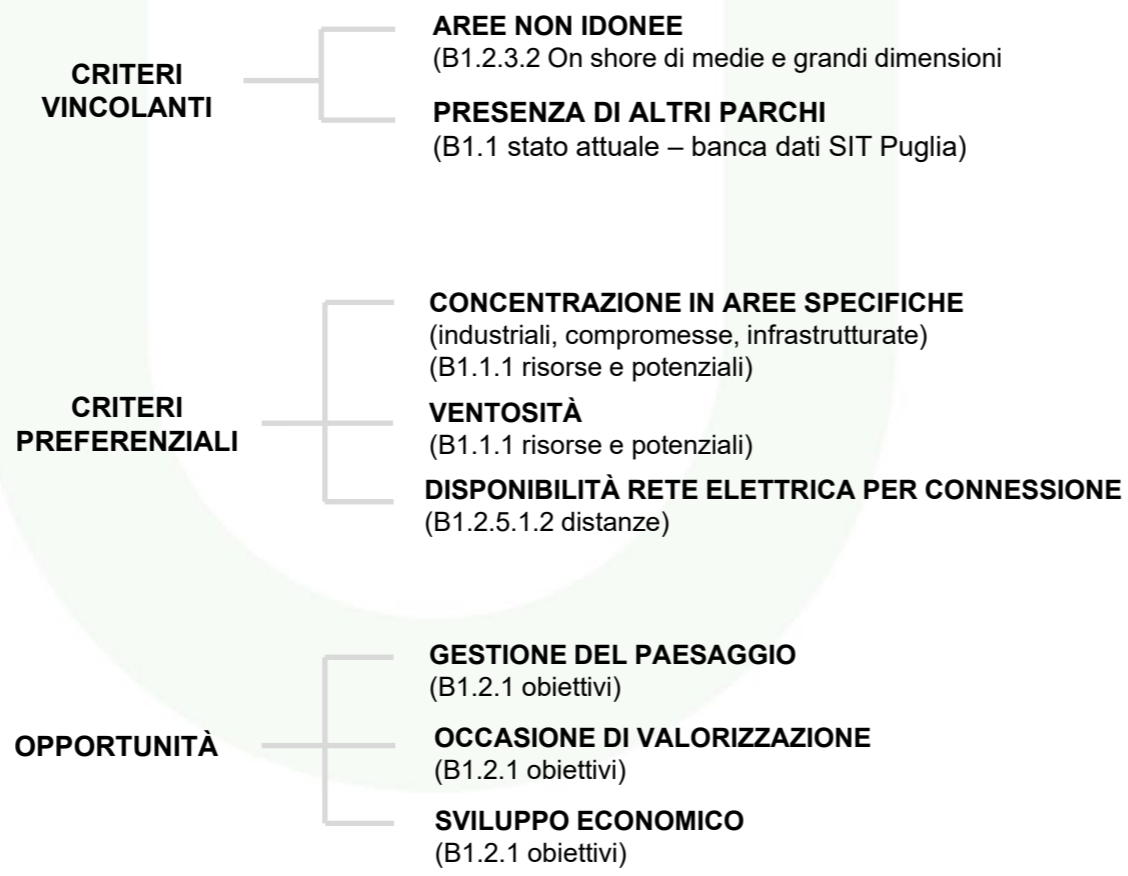 CRITERI
VINCOLANTI
AREE NON IDONEE
(B1.2.3.2 On shore di medie e grandi dimensioni
PRESENZA DI ALTRI PARCHI
(B1.1 stato attuale – banca dati SIT Puglia)
CRITERI
PREFERENZIALI
CONCENTRAZIONE IN AREE SPECIFICHE
(industriali, compromesse, infrastrutturate)
(B1.1.1 risorse e potenziali)
VENTOSITÀ
(B1.1.1 risorse e potenziali)
DISPONIBILITÀ RETE ELETTRICA PER CONNESSIONE
(B1.2.5.1.2 distanze)
OPPORTUNITÀ
GESTIONE DEL PAESAGGIO
(B1.2.1 obiettivi)
OCCASIONE DI VALORIZZAZIONE
(B1.2.1 obiettivi)
SVILUPPO ECONOMICO
(B1.2.1 obiettivi)